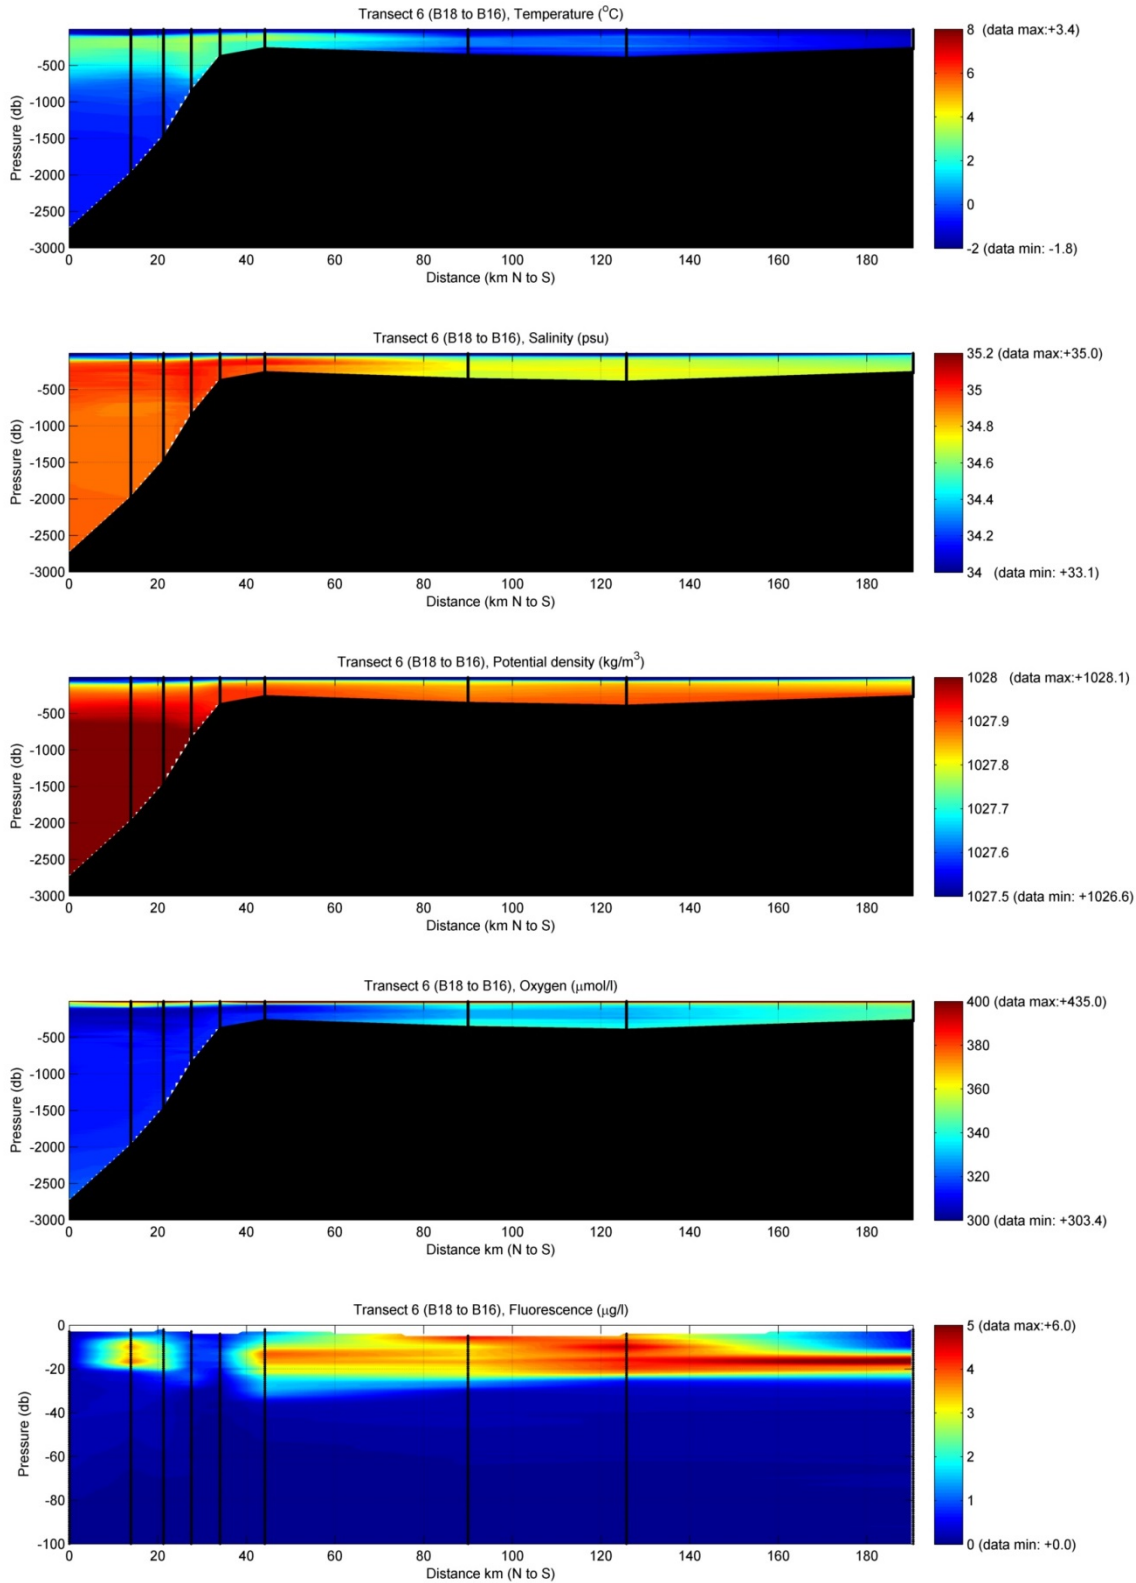 Transect 6 (B18 to B16), Temperature (°C)
Pressure (db)
-500
-1000
-1500
-2000
-2500
-3000
0 20 40 60 80 100 120 140 160 180
Distance (km N to S)
8 (data max:+3.4)
6
4
2
0
-2 (data min: -1.8)
Transect 6 (B18 to B16), Salinity (psu)
Pressure (db)
-500
-1000
-1500
-2000
-2500
-3000
0 20 40 60 80 100 120 140 160 180
Distance (km N to S)
35.2 (data max:+35.0)
35
34.8
34.6
34.4
34.2
34 (data min: +33.1)
Transect 6 (B18 to B16), Potential density (kg/m³)
Pressure (db)
-500
-1000
-1500
-2000
-2500
-3000
0 20 40 60 80 100 120 140 160 180
Distance (km N to S)
1028 (data max:+1028.1)
1027.9
1027.8
1027.7
1027.6
1027.5 (data min: +1026.6)
Transect 6 (B18 to B16), Oxygen (μmol/l)
Pressure (db)
-500
-1000
-1500
-2000
-2500
-3000
0 20 40 60 80 100 120 140 160 180
Distance km (N to S)
400 (data max:+435.0)
380
360
340
320
300 (data min: +303.4)
Transect 6 (B18 to B16), Fluorescence (μg/l)
Pressure (db)
0
-20
-40
-60
-80
-100
0 20 40 60 80 100 120 140 160 180
Distance km (N to S)
5 (data max:+6.0)
4
3
2
1
0 (data min: +0.0)